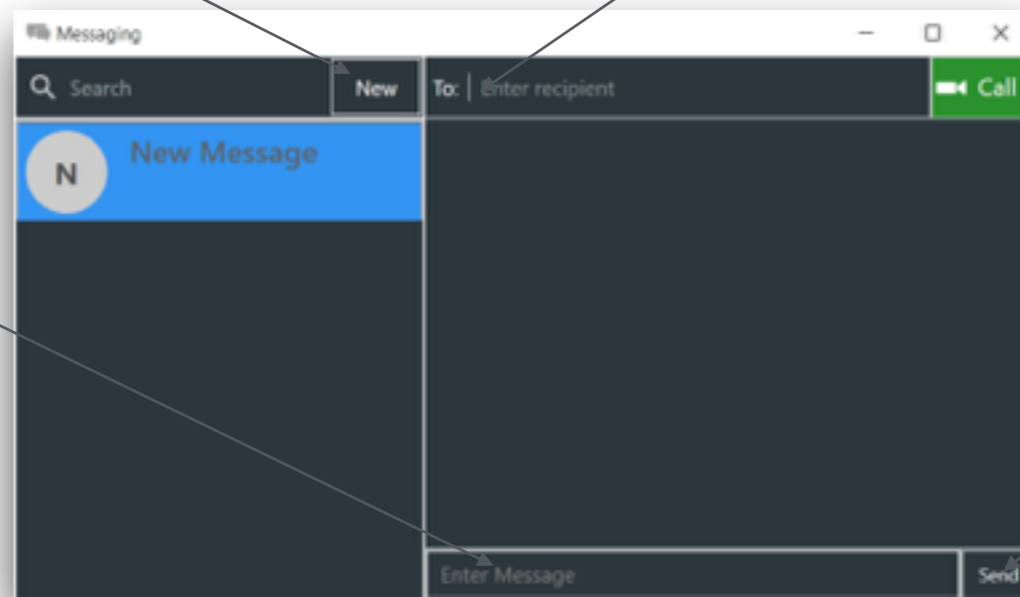 Messaging
Search
New
To: Enter recipient
Call
N
New Message
Enter Message
Send